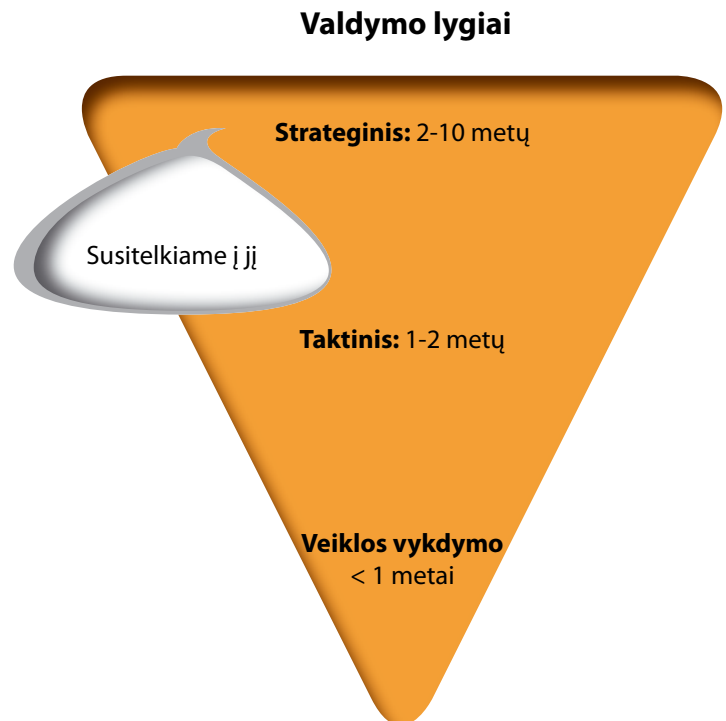 Valdymo lygiai
Strateginis: 2-10 metų
Susitelkiame į jį
Taktinis: 1-2 metų
Veiklos vykdymo
< 1 metai